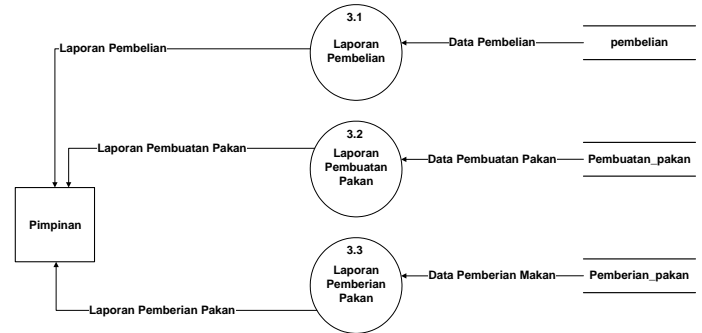 3.1
Laporan
Pembelian
Laporan Pembelian
Data Pembelian
pembelian
3.2
Laporan
Pembuatan
Pakan
Laporan Pembuatan Pakan
Data Pembuatan Pakan
Pembuatan_pakan
Pimpinan
3.3
Laporan
Pemberian
Pakan
Laporan Pemberian Pakan
Data Pemberian Makan
Pemberian_pakan